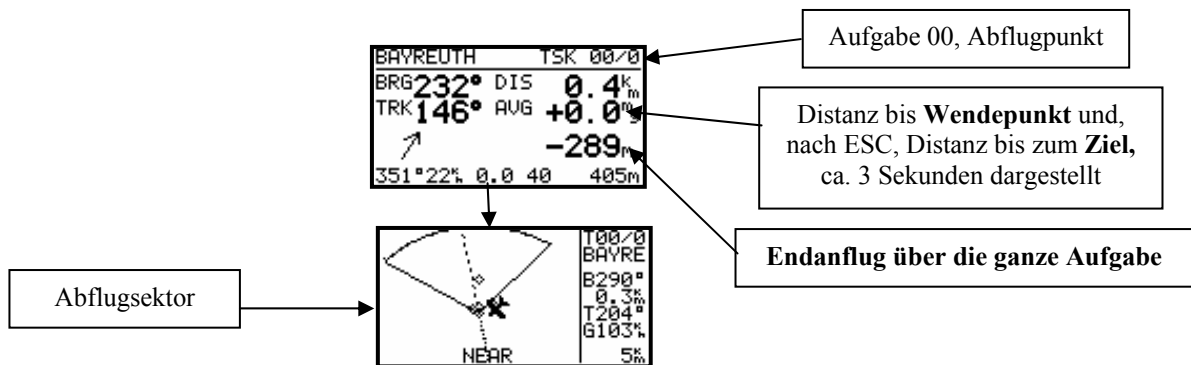 Aufgabe 00, Abflugpunkt
BAYREUTH TSK 00/0
BRG232° DIS 0.4km
TRK146° AVG +0.0m/s
-289m
351°22% 0.0 40 405m
Distanz bis Wendepunkt und,
nach ESC, Distanz bis zum Ziel,
ca. 3 Sekunden dargestellt
Endanflug über die ganze Aufgabe
Abflugsektor
T00/0
BAYRE
B290°
0.3km
T204°
G103
NEAR
5km